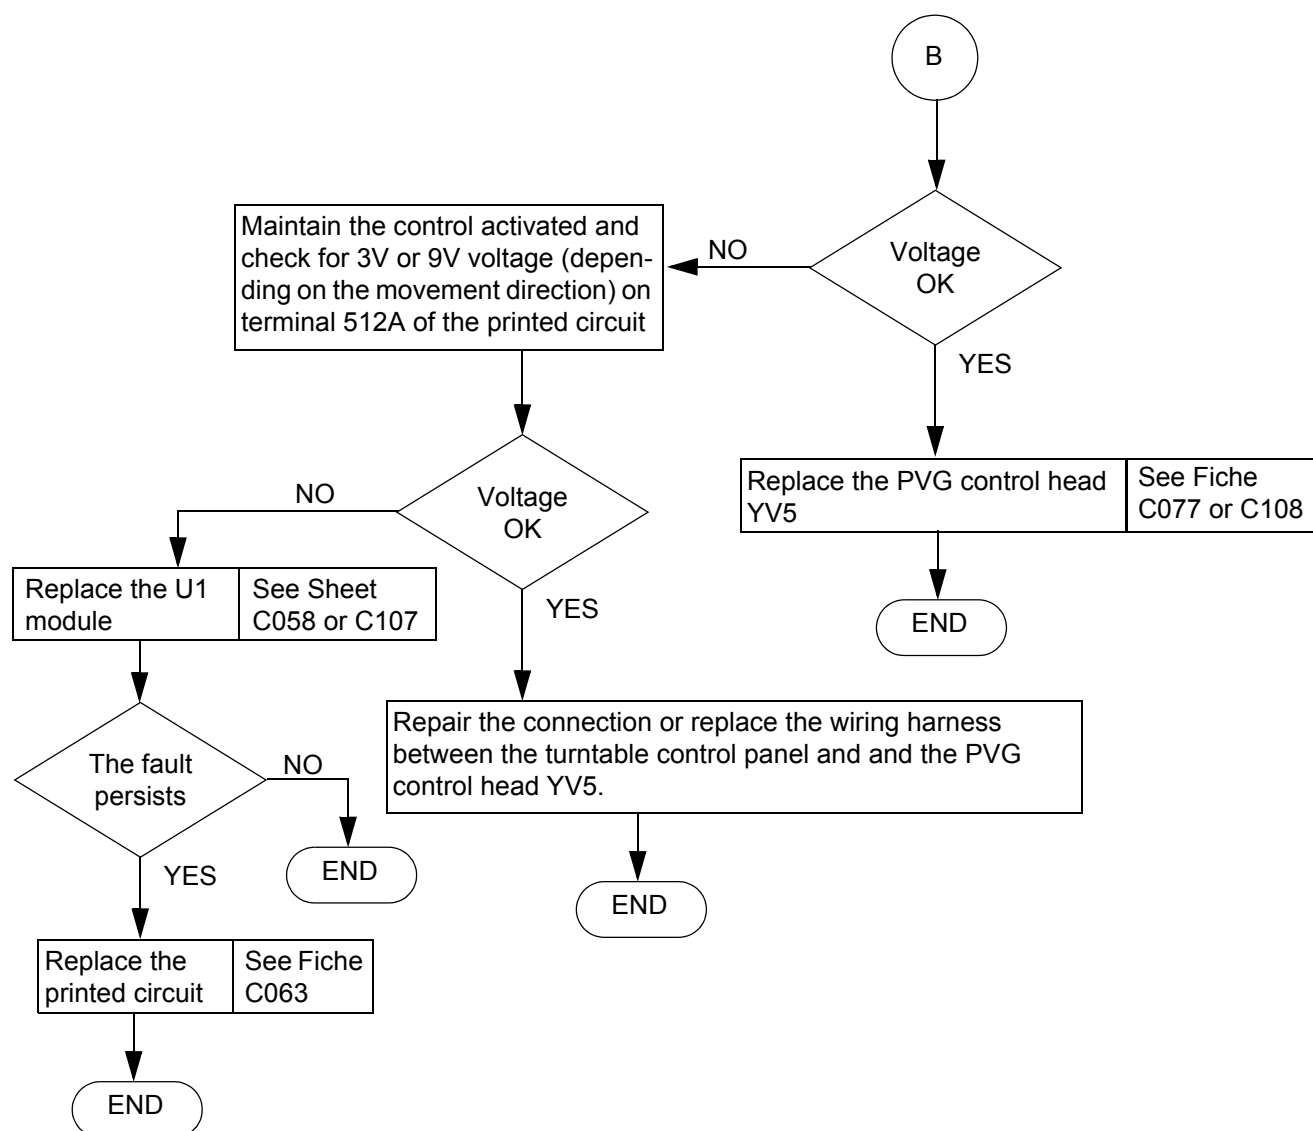 B
Voltage
OK
NO
YES
Maintain the control activated and
check for 3V or 9V voltage (depen-
ding on the movement direction) on
terminal 512A of the printed circuit
Replace the PVG control head
YV5
See Fiche
C077 or C108
END
Voltage
OK
NO
YES
Replace the U1
module
See Sheet
C058 or C107
Repair the connection or replace the wiring harness
between the turntable control panel and and the PVG
control head YV5.
END
The fault
persists
NO
END
YES
Replace the
printed circuit
See Fiche
C063
END